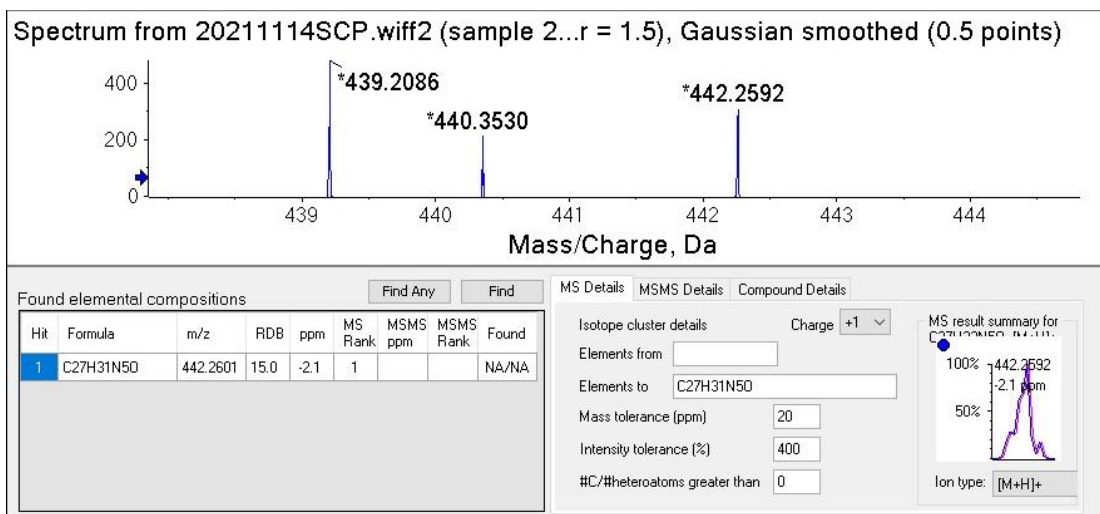 Spectrum from 20211114SCP.wiff2 (sample 2...r = 1.5), Gaussian smoothed (0.5 points)
400
*439.2086
*442.2592
*440.3530
200
0
439 440 441 442 443 444
Mass/Charge, Da
Found elemental compositions
Find Any
Find
Hit Formula m/z RDB ppm MS Rank MSMS ppm MSMS Rank Found
1 C27H31N5O 442.2601 15.0 -2.1 1 NA/NA
MS Details MSMS Details Compound Details
Isotope cluster details
Charge +1
Elements from
Elements to C27H31N5O
Mass tolerance (ppm) 20
Intensity tolerance (%) 400
#C/#heteroatoms greater than 0
MS result summary for
100%
442.2592
-2.1 ppm
50%
Ion type: [M+H]+